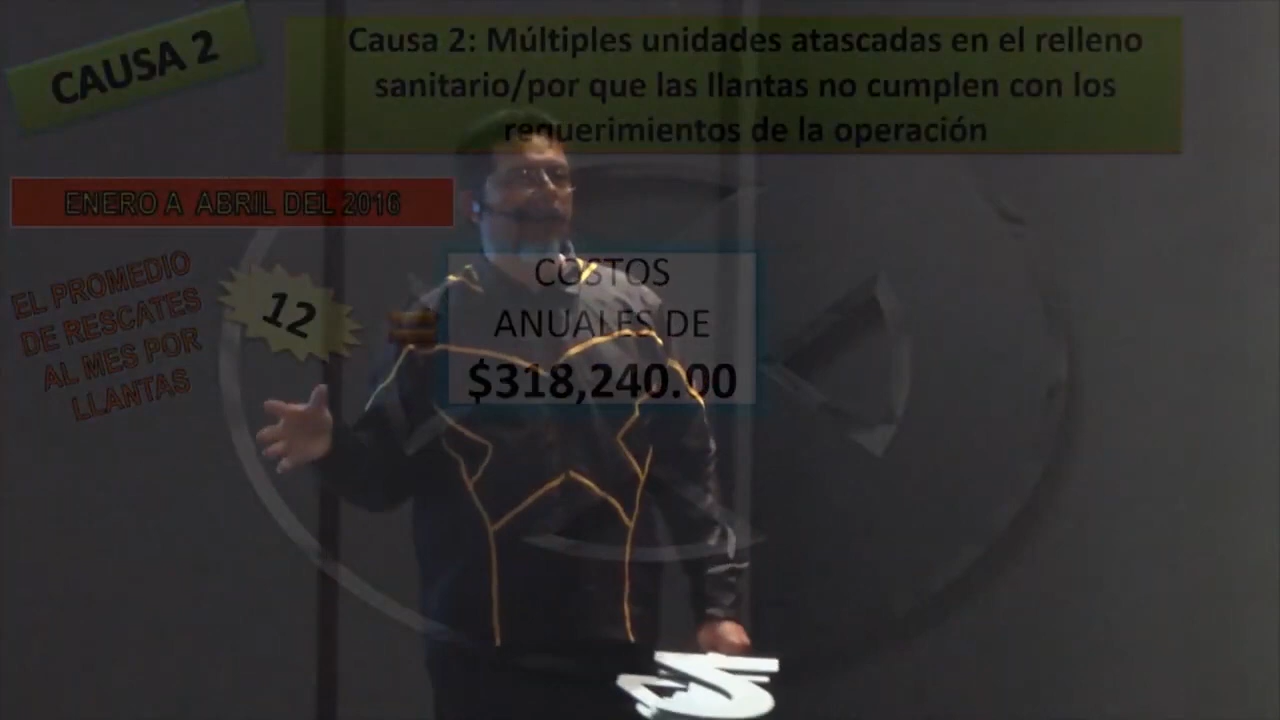 CAUSA 2
Causa 2: Múltiples unidades atascadas en el relleno
sanitario/por que las llantas no cumplen con los
requerimientos de la operación
ENERO A ABRIL DEL 2016
EL PROMEDIO
DE RESCATES
AL MES POR
LLANTAS
12
COSTOS
ANUALES DE
$318,240.00